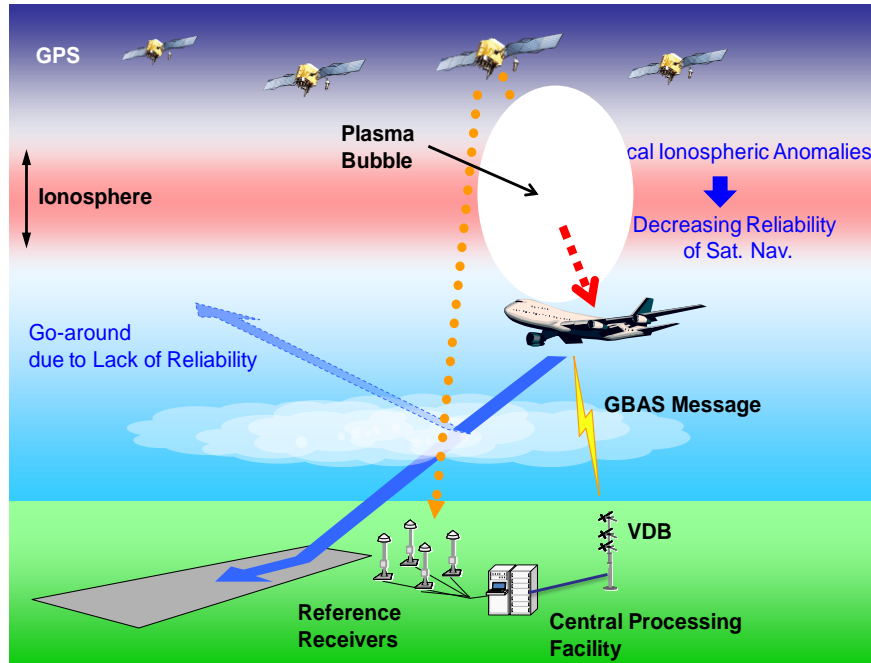 GPS
Plasma
Bubble
cal Ionospheric Anomalies
Ionosphere
Decreasing Reliability
of Sat. Nav.
Go-around
due to Lack of Reliability
GBAS Message
VDB
Reference
Receivers
Central Processing
Facility